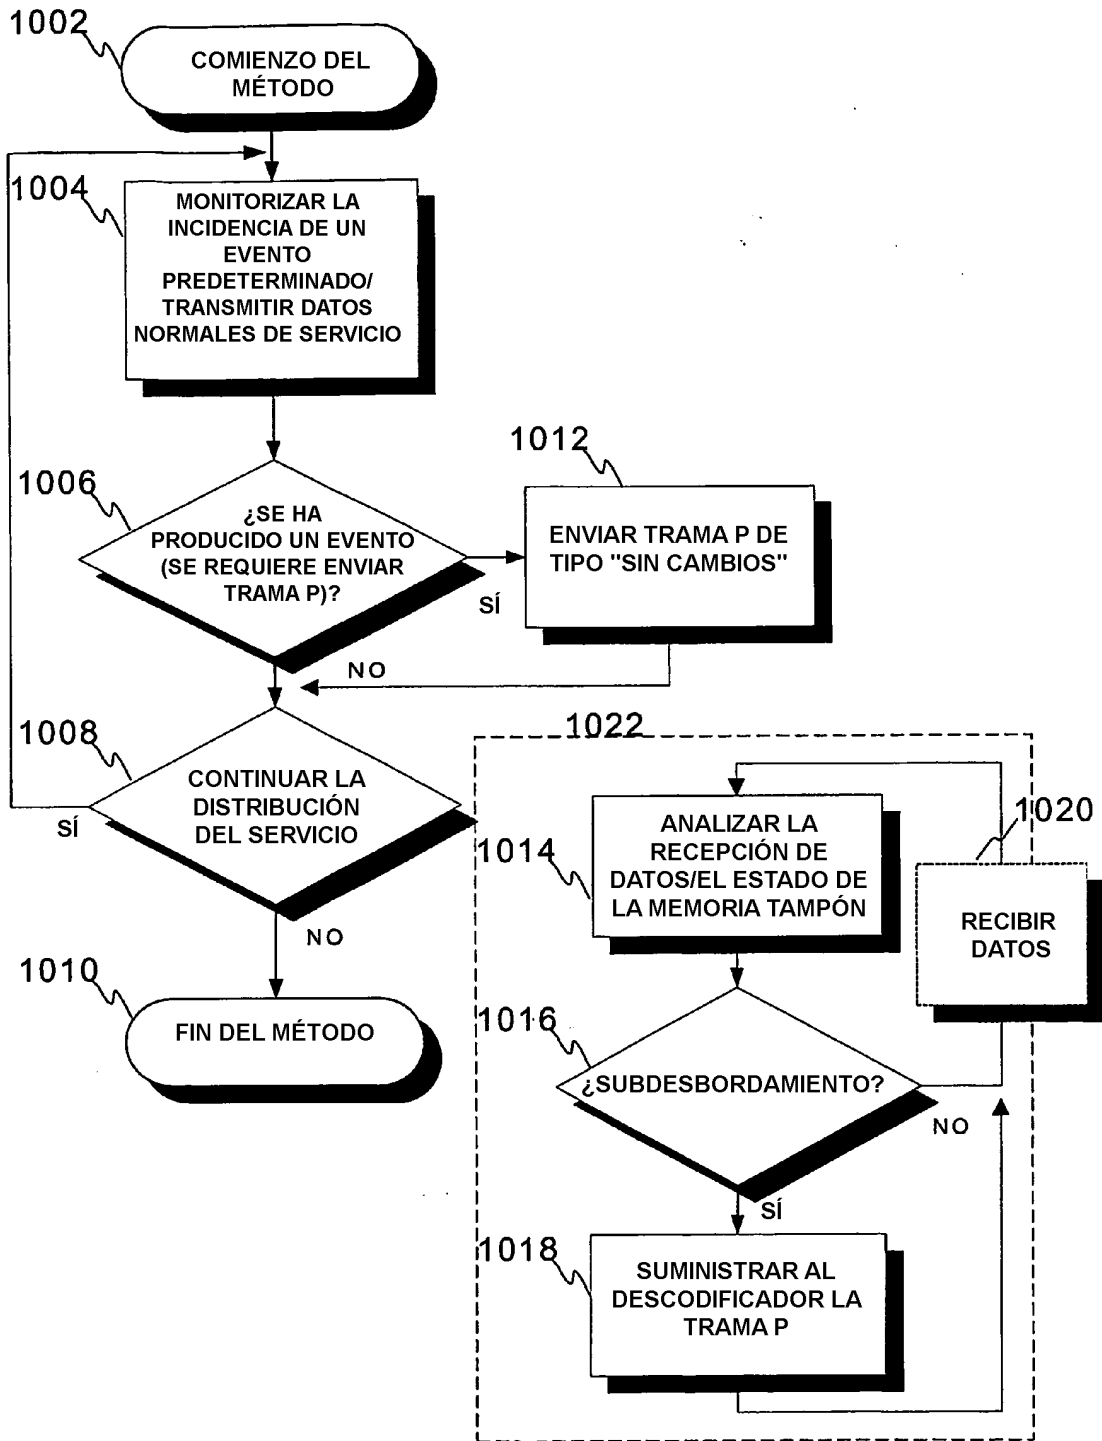 1002
COMIENZO DEL
MÉTODO
1004
MONITORIZAR LA
INCIDENCIA DE UN
EVENTO
PREDETERMINADO/
TRANSMITIR DATOS
NORMALES DE SERVICIO
1006
¿SE HA
PRODUCIDO UN EVENTO
(SE REQUIERE ENVIAR
TRAMA P)?
SÍ
NO
1012
ENVIAR TRAMA P DE
TIPO "SIN CAMBIOS"
1008
CONTINUAR LA
DISTRIBUCIÓN
DEL SERVICIO
SÍ
NO
1010
FIN DEL MÉTODO
1022
1014
ANALIZAR LA
RECEPCIÓN DE
DATOS/EL ESTADO DE
LA MEMORIA TAMPÓN
1020
RECIBIR
DATOS
1016
¿SUBDESBORDAMIENTO?
NO
SÍ
1018
SUMINISTRAR AL
DESCODIFICADOR LA
TRAMA P